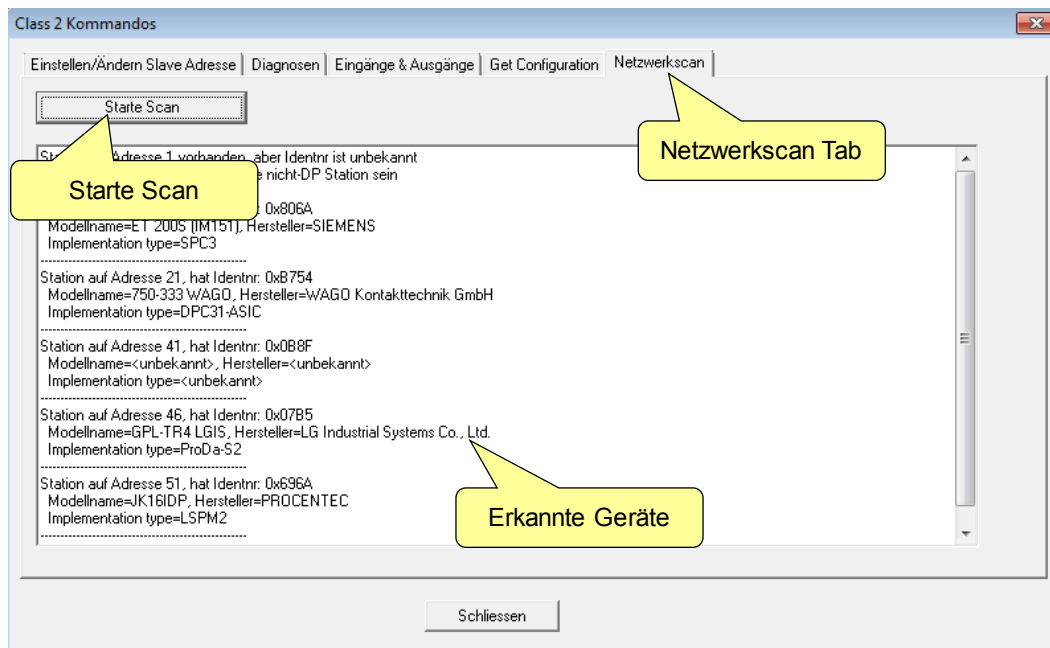 Class 2 Kommandos
Einstellen/Ändern Slave Adresse Diagnosen Eingänge & Ausgänge Get Configuration Netzwerkscan
Starte Scan
Netzwerkscan Tab
Adresse 1 vorhanden, aber Identnr ist unbekannt
Starte Scan
nicht-DP Station sein
0x806A
Modellname=ET 200S (IM151), Hersteller=SIEMENS
Implementation type=SPC3
--------------------------------------------------
Station auf Adresse 21, hat Identnr: 0xB754
Modellname=750-333 WAGO, Hersteller=WAGO Kontakttechnik GmbH
Implementation type=DPC31-ASIC
--------------------------------------------------
Station auf Adresse 41, hat Identnr: 0x0B8F
Modellname=<unbekannt>, Hersteller=<unbekannt>
Implementation type=<unbekannt>
--------------------------------------------------
Station auf Adresse 46, hat Identnr: 0x07B5
Modellname=GPL-TR4 LGIS, Hersteller=LG Industrial Systems Co., Ltd.
Implementation type=ProDa-S2
--------------------------------------------------
Station auf Adresse 51, hat Identnr: 0x696A
Modellname=JK16IDP, Hersteller=PROCENTEC
Implementation type=LSPM2
--------------------------------------------------
Erkannte Geräte
Schliessen